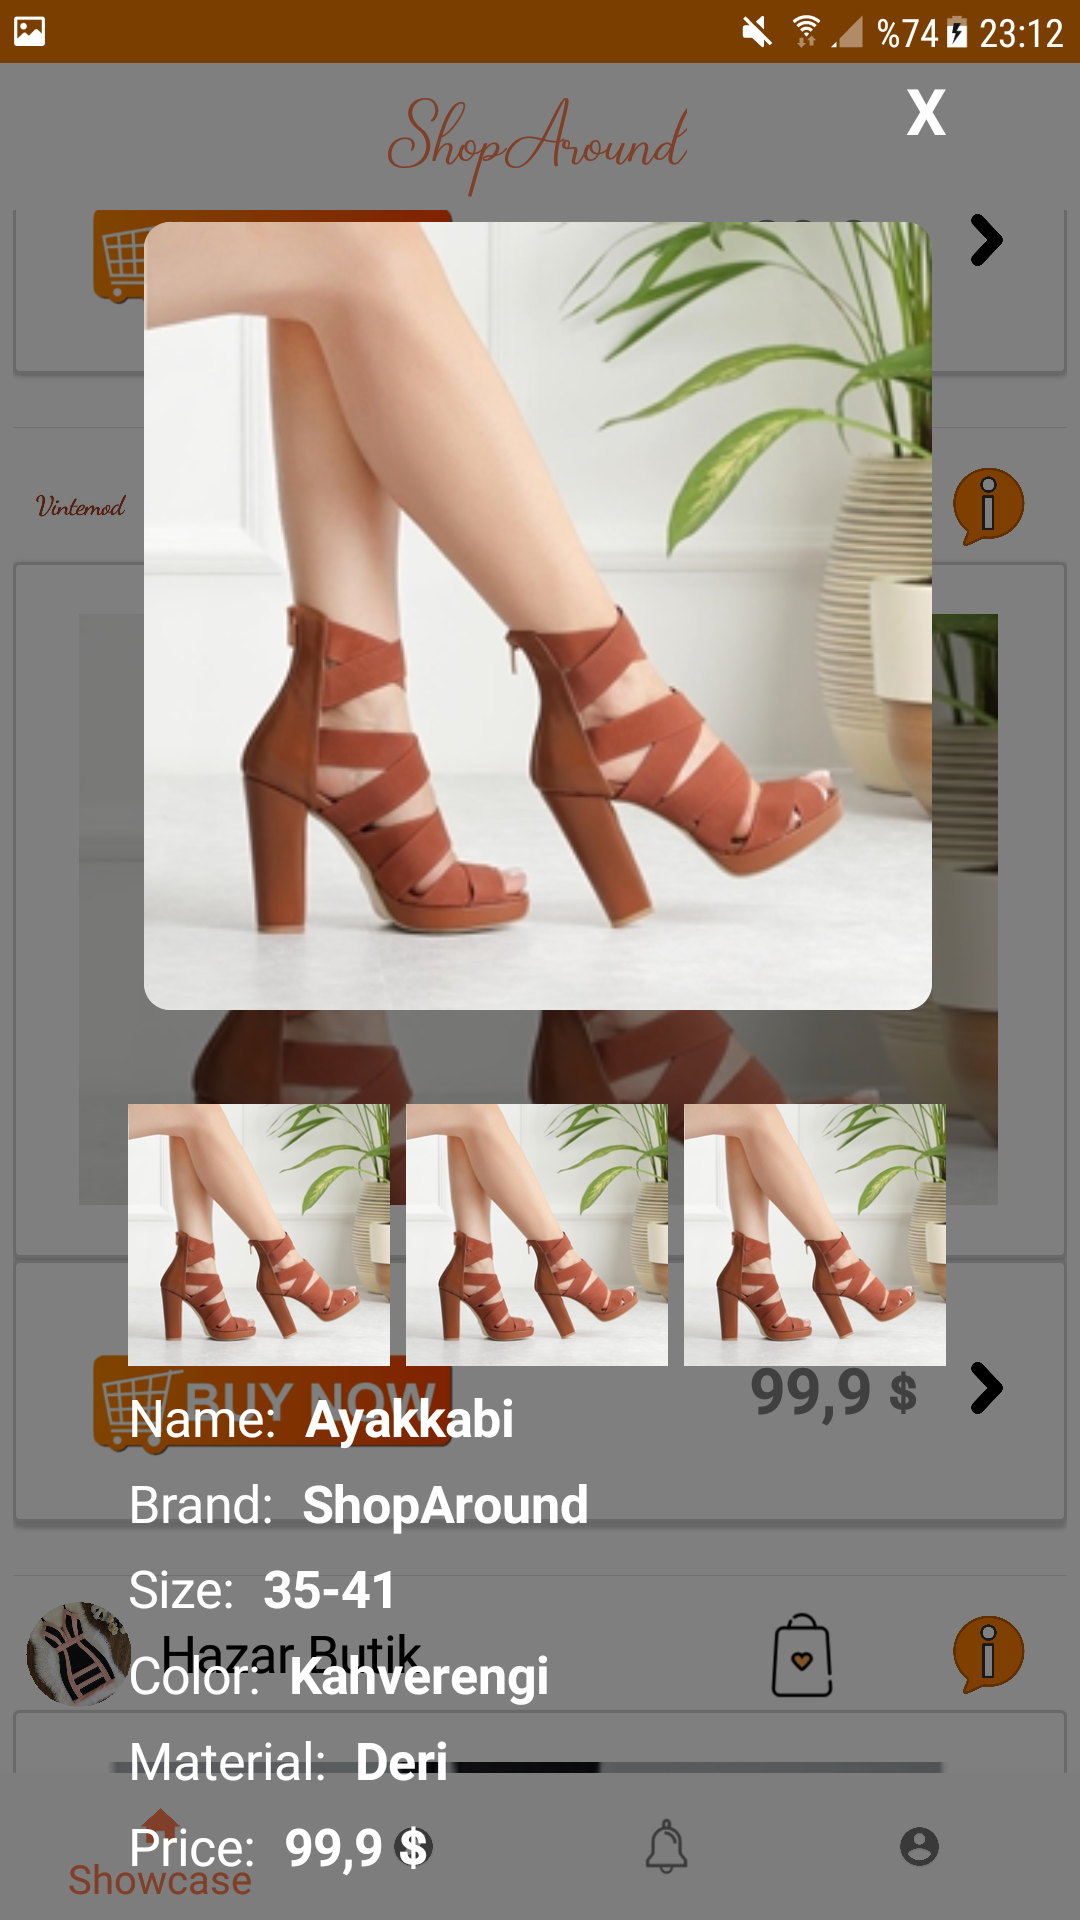 %74 23:12
ShopAround
X
Vintemod
BUY NOW
99,9 $
Name: Ayakkabi
Brand: ShopAround
Size: 35-41
Hazar Butik
Color: Kahverengi
Material: Deri
Price: 99,9 $
Showcase